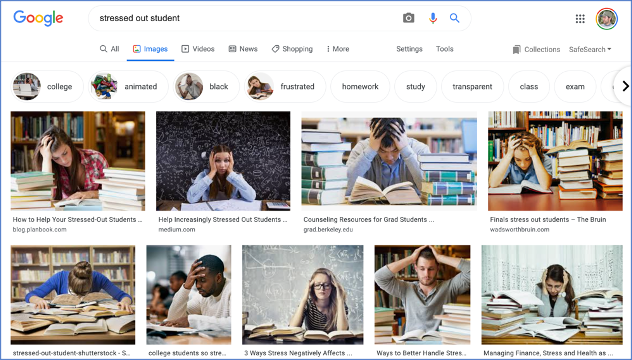 Google
stressed out student
All Images Videos News Shopping More Settings Tools Collections SafeSearch
college animated black frustrated homework study transparent class exam
How to Help Your Stressed-Out Students ...
blog.planbook.com
Help Increasingly Stressed Out Students ...
medium.com
Counseling Resources for Grad Students ...
grad.berkeley.edu
Finals stress out students – The Bruin
wadsworthbruin.com
stressed-out-student-shutterstock - S...
college students so stre...
3 Ways Stress Negatively Affects ...
Ways to Better Handle Stres...
Managing Finance, Stress and Health as ...